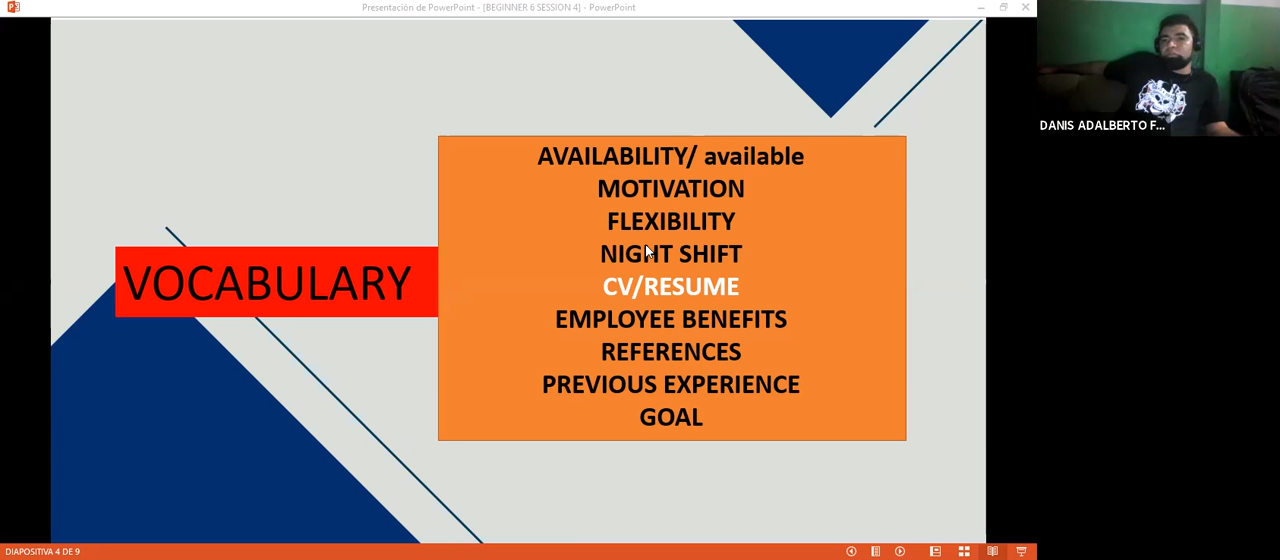 Presentación de PowerPoint - [BEGINNER 6 SESSION 4] - PowerPoint
DANIS ADALBERTO F...
AVAILABILITY/ available
MOTIVATION
FLEXIBILITY
NIGHT SHIFT
CV/RESUME
EMPLOYEE BENEFITS
REFERENCES
PREVIOUS EXPERIENCE
GOAL
VOCABULARY
DIAPOSITIVA 4 DE 9